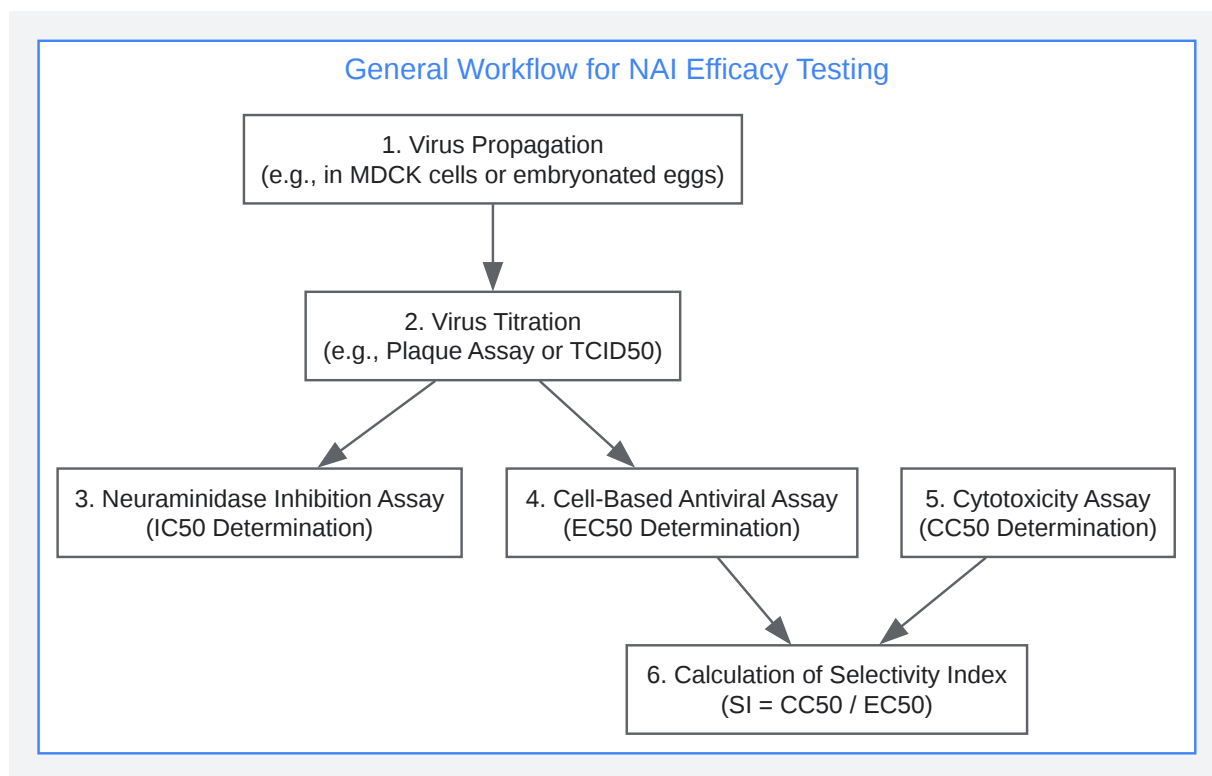 General Workflow for NAI Efficacy Testing
1. Virus Propagation
(e.g., in MDCK cells or embryonated eggs)
2. Virus Titration
(e.g., Plaque Assay or TCID50)
3. Neuraminidase Inhibition Assay
(IC50 Determination)
4. Cell-Based Antiviral Assay
(EC50 Determination)
5. Cytotoxicity Assay
(CC50 Determination)
6. Calculation of Selectivity Index
(SI = CC50 / EC50)